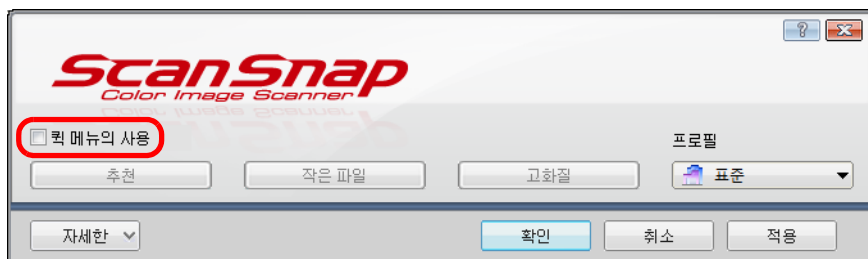 ScanSnap
Color Image Scanner
퀵 메뉴의 사용
프로필
추천 작은 파일 고화질 표준
자세한 확인 취소 적용